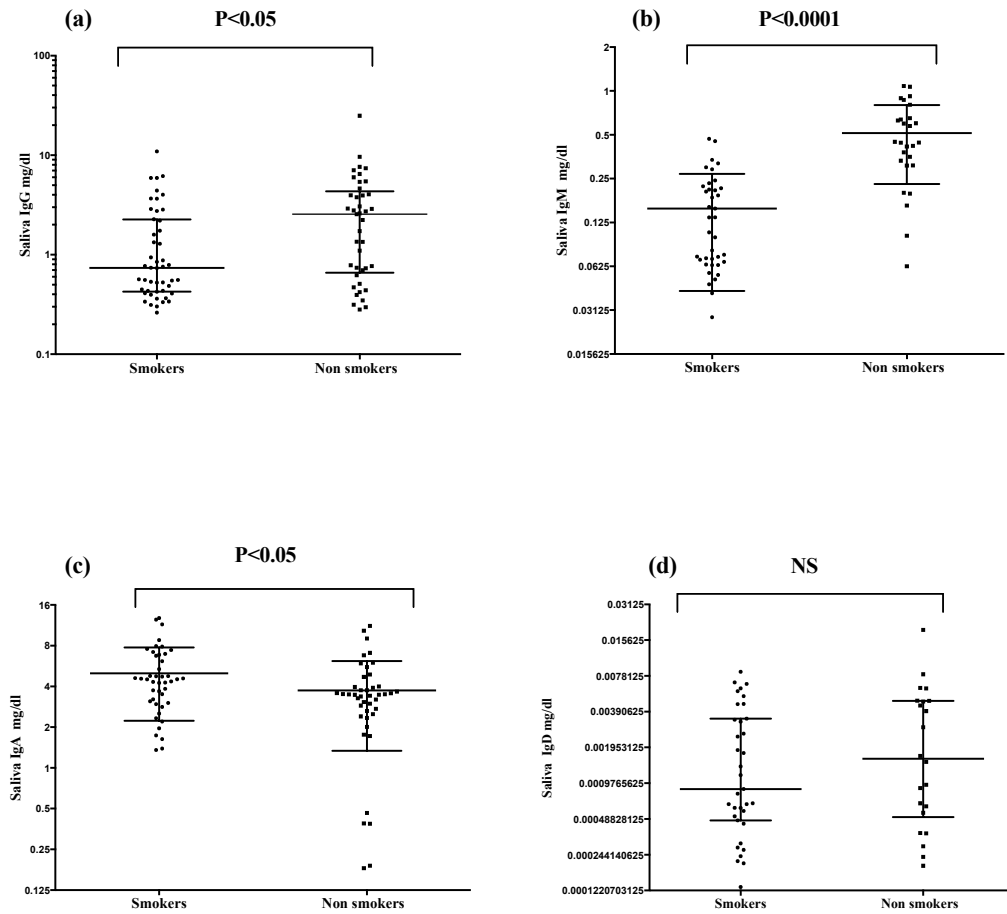 (a)
P<0.05
100
10
1
0.1
Saliva IgG mg/dl
Smokers
Non smokers
(b)
P<0.0001
2
1
0.5
0.25
0.125
0.0625
0.03125
0.015625
Saliva IgM mg/dl
Smokers
Non smokers
(c)
P<0.05
16
8
4
2
1
0.5
0.25
0.125
Saliva IgA mg/dl
Smokers
Non smokers
(d)
NS
0.03125
0.015625
0.0078125
0.00390625
0.001953125
0.0009765625
0.00048828125
0.000244140625
0.0001220703125
Saliva IgD mg/dl
Smokers
Non smokers